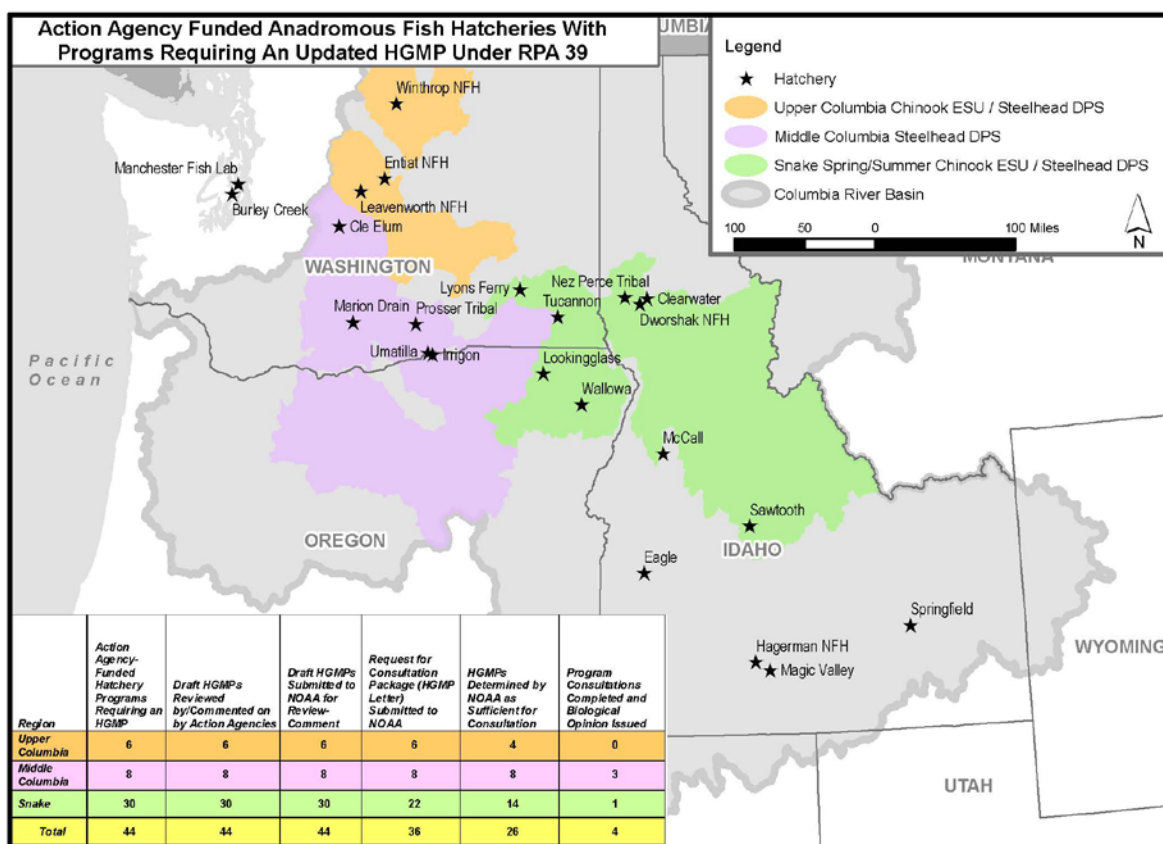 Action Agency Funded Anadromous Fish Hatcheries With
Programs Requiring An Updated HGMP Under RPA 39
UMBIA
Legend
Hatchery
Upper Columbia Chinook ESU / Steelhead DPS
Middle Columbia Steelhead DPS
Snake Spring/Summer Chinook ESU / Steelhead DPS
Columbia River Basin
100 50 0 100 Miles
N
MONTANA
Winthrop NFH
Entiat NFH
Manchester Fish Lab
Burley Creek
Leavenworth NFH
Cle Elum
WASHINGTON
Lyons Ferry
Nez Perce Tribal
Clearwater
Tucannon
Dworshak NFH
Marion Drain
Prosser Tribal
Umatilla
Irrigon
Lookingglass
Pacific
Ocean
Wallowa
McCall
Sawtooth
OREGON
IDAHO
Eagle
Springfield
Hagerman NFH
Magic Valley
WYOMING
UTAH
Region
Action
Agency-
Funded
Hatchery
Programs
Requiring an
HGMP
Draft HGMPs
Reviewed
by/Commented on
by Action Agencies
Draft HGMPs
Submitted to
NOAA for
Review-
Comment
Request for
Consultation
Package (HGMP
Letter)
Submitted to
NOAA
HGMPs
Determined by
NOAA as
Sufficient for
Consultation
Program
Consultations
Completed and
Biological
Opinion Issued
Upper
Columbia
6 6 6 6 4 0
Middle
Columbia
8 8 8 8 8 3
Snake 30 30 30 22 14 1
Total 44 44 44 36 26 4